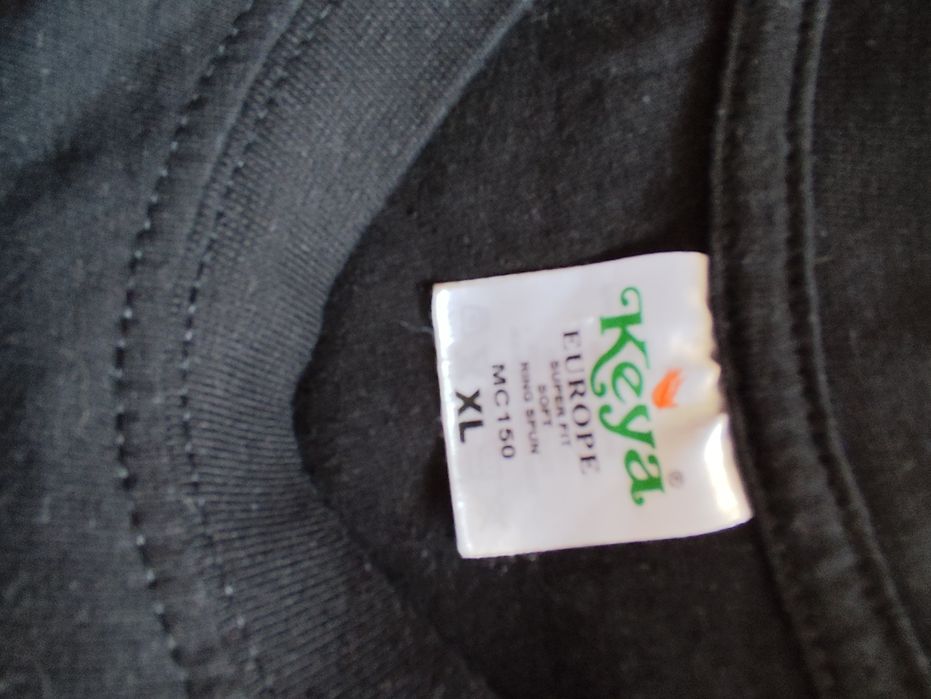 Keya®
EUROPE
SUPER FIT
SOFT
RING SPUN
MC150
XL